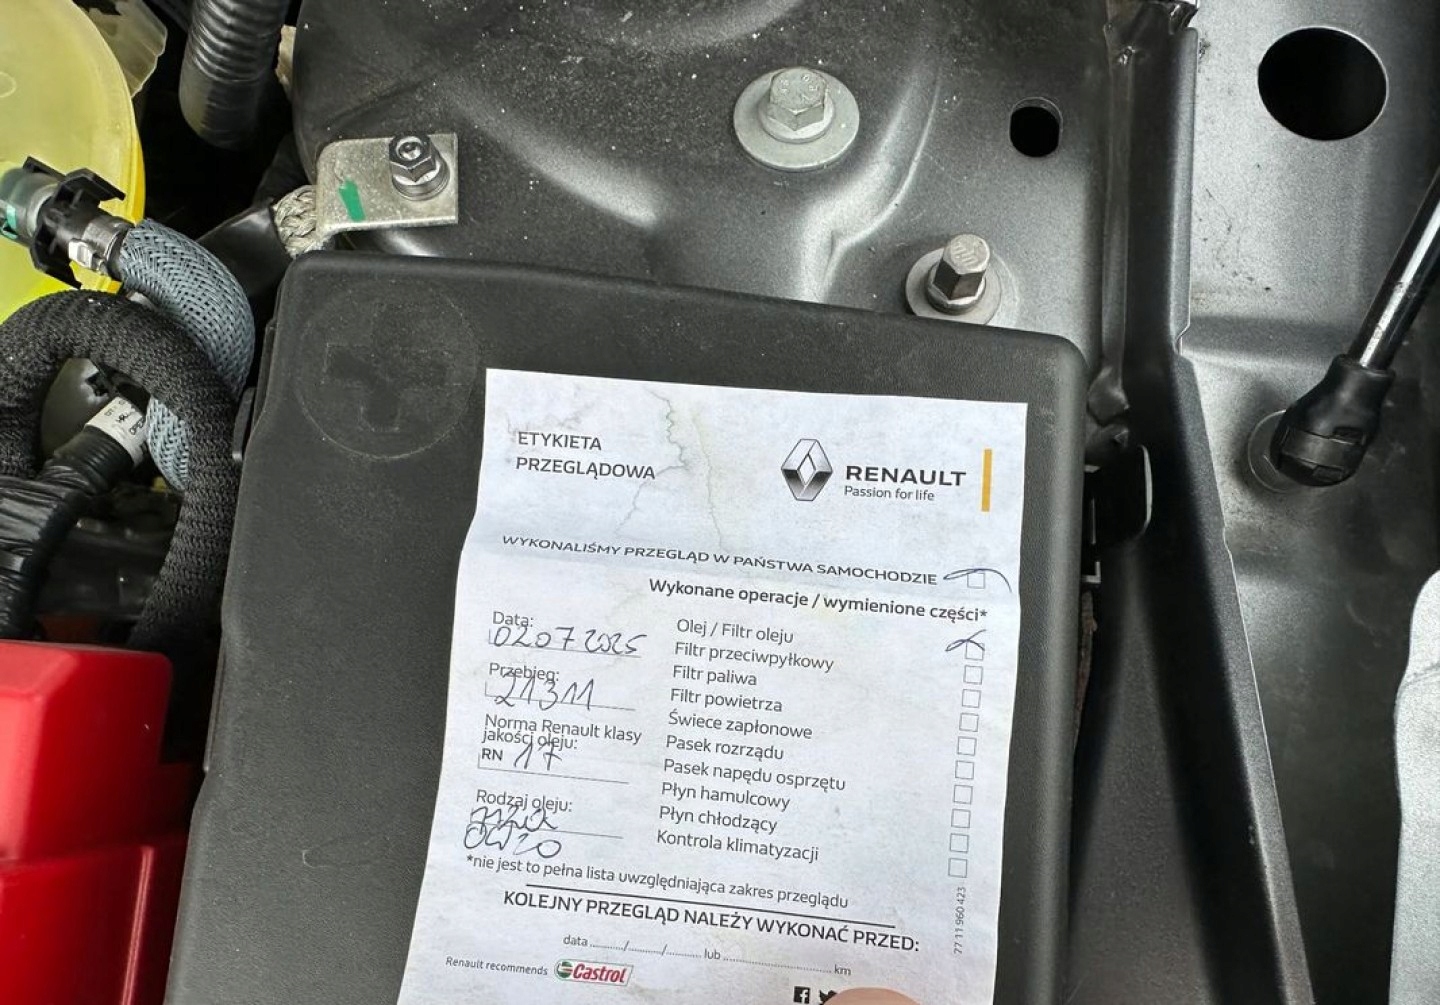 ETYKIETA
PRZEGLĄDOWA
RENAULT
Passion for life
WYKONALIŚMY PRZEGLĄD W PAŃSTWA SAMOCHODZIE
Wykonane operacje / wymienione części*
Data:
02 07 2025
Przebieg:
21311
Norma Renault klasy
jakości oleju:
RN 17
Rodzaj oleju:
0W20
Olej / Filtr oleju
Filtr przeciwpyłkowy
Filtr paliwa
Filtr powietrza
Świece zapłonowe
Pasek rozrządu
Pasek napędu osprzętu
Płyn hamulcowy
Płyn chłodzący
Kontrola klimatyzacji
*nie jest to pełna lista uwzględniająca zakres przeglądu
KOLEJNY PRZEGLĄD NALEŻY WYKONAĆ PRZED:
data ........../........../.......... lub .............................. km
Renault recommends Castrol
77 11 960 423